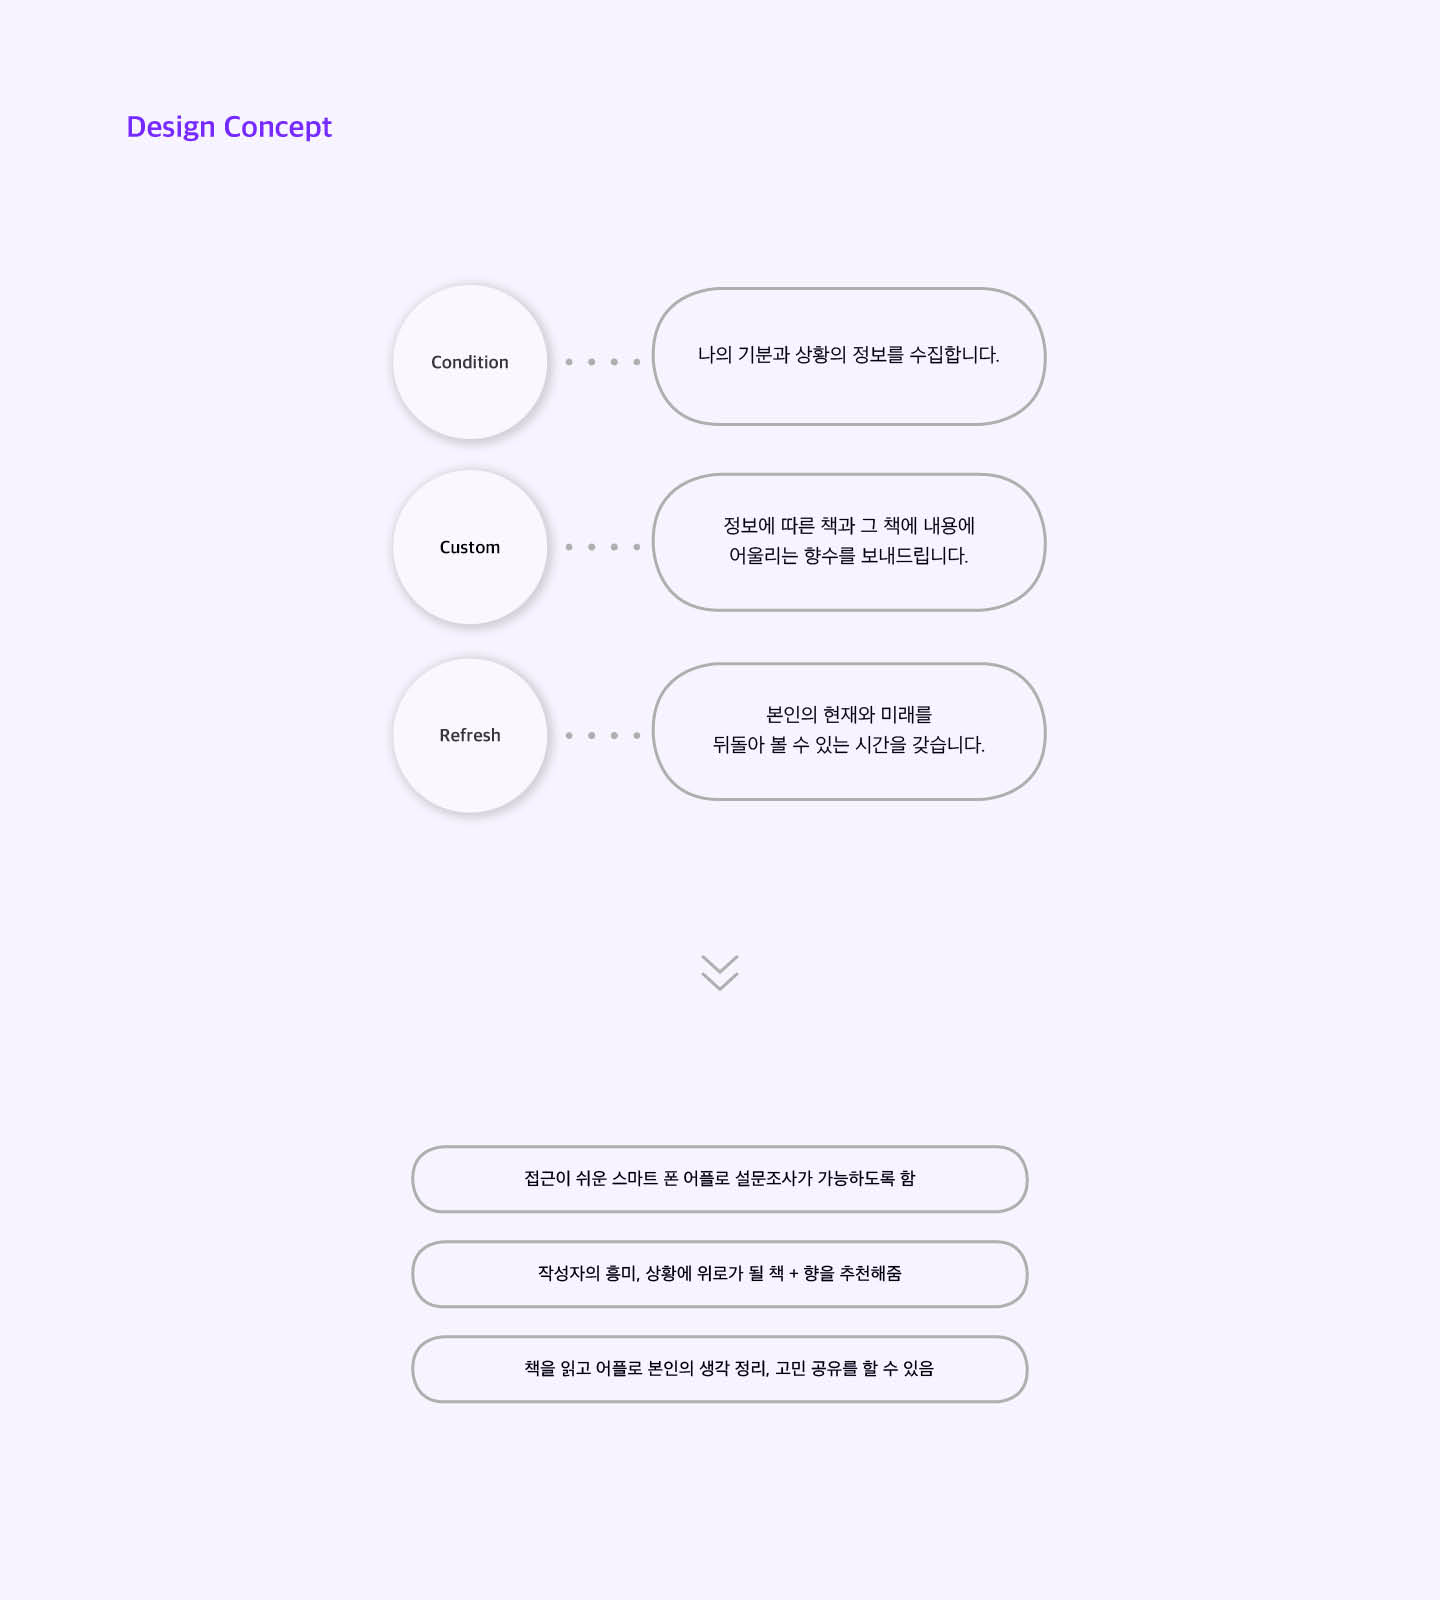 Design Concept
Condition
나의 기분과 상황의 정보를 수집합니다.
Custom
정보에 따른 책과 그 책에 내용에
어울리는 향수를 보내드립니다.
Refresh
본인의 현재와 미래를
뒤돌아 볼 수 있는 시간을 갖습니다.
접근이 쉬운 스마트 폰 어플로 설문조사가 가능하도록 함
작성자의 흥미, 상황에 위로가 될 책 + 향을 추천해줌
책을 읽고 어플로 본인의 생각 정리, 고민 공유를 할 수 있음